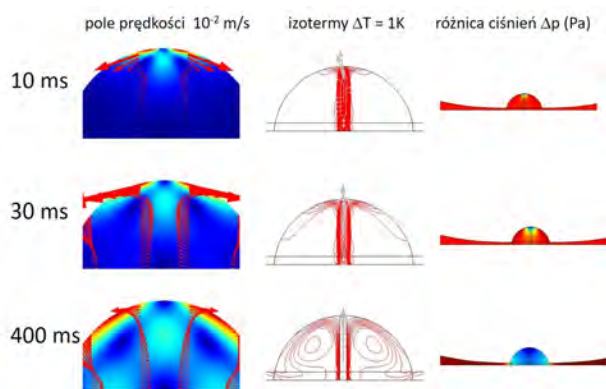 pole prędkości 10⁻² m/s
izotermy ΔT = 1K
różnica ciśnień Δp (Pa)
10 ms
30 ms
400 ms